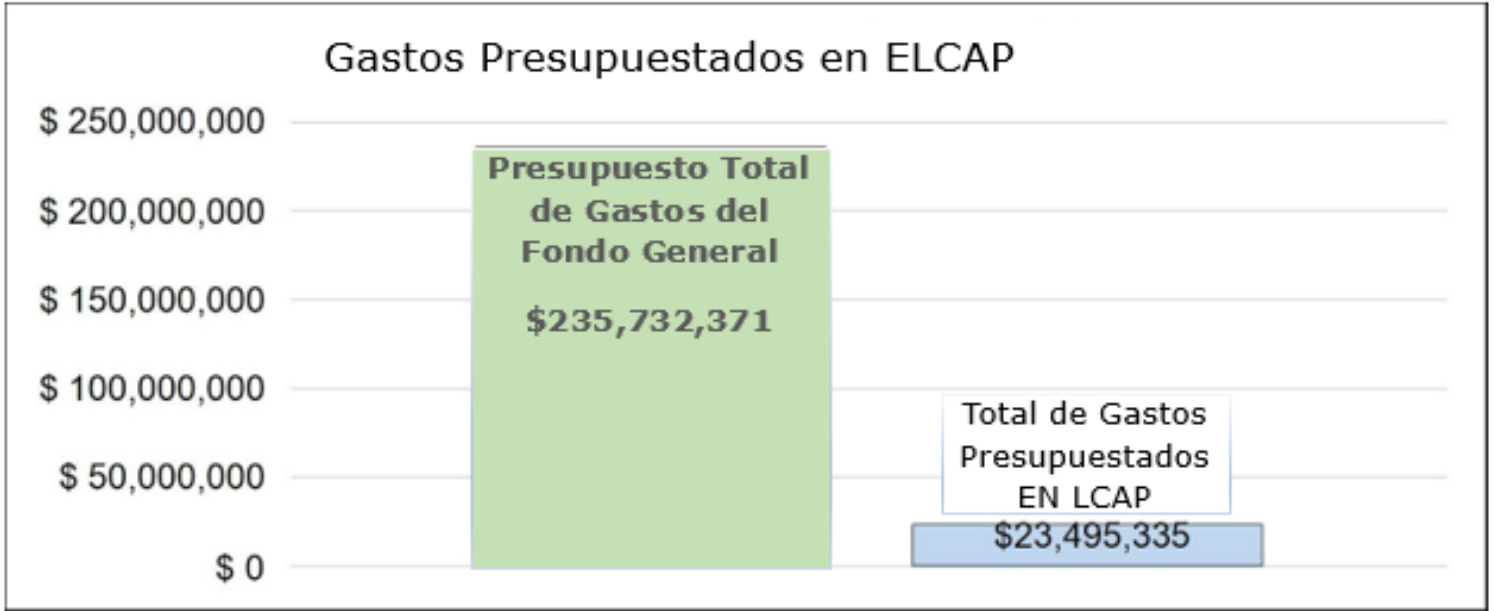 Gastos Presupuestados en ELCAP
$ 250,000,000
$ 200,000,000
$ 150,000,000
$ 100,000,000
$ 50,000,000
$ 0
Presupuesto Total
de Gastos del
Fondo General
$235,732,371
Total de Gastos
Presupuestados
EN LCAP
$23,495,335